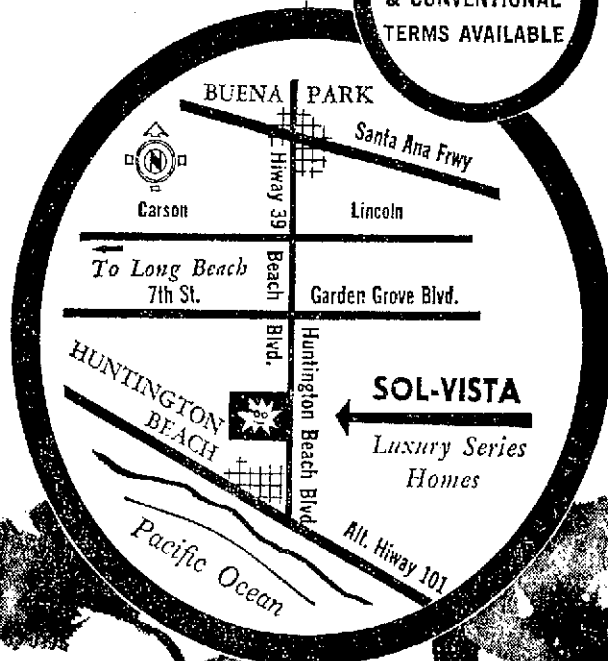 & CONVENTIONAL
TERMS AVAILABLE
BUENA PARK
Santa Ana Frwy
N
Carson
Lincoln
Hiway 39 Beach Blvd.
To Long Beach
7th St.
Garden Grove Blvd.
HUNTINGTON
BEACH
Huntington Beach Blvd
SOL-VISTA
Luxury Series
Homes
Alt. Hiway 101
Pacific Ocean